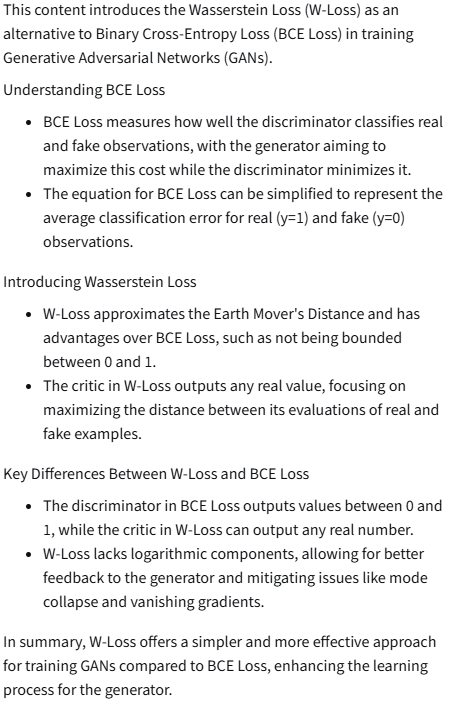 This content introduces the Wasserstein Loss (W-Loss) as an
alternative to Binary Cross-Entropy Loss (BCE Loss) in training
Generative Adversarial Networks (GANs).
Understanding BCE Loss
• BCE Loss measures how well the discriminator classifies real
and fake observations, with the generator aiming to
maximize this cost while the discriminator minimizes it.
• The equation for BCE Loss can be simplified to represent the
average classification error for real (y=1) and fake (y=0)
observations.
Introducing Wasserstein Loss
• W-Loss approximates the Earth Mover's Distance and has
advantages over BCE Loss, such as not being bounded
between 0 and 1.
• The critic in W-Loss outputs any real value, focusing on
maximizing the distance between its evaluations of real and
fake examples.
Key Differences Between W-Loss and BCE Loss
• The discriminator in BCE Loss outputs values between 0 and
1, while the critic in W-Loss can output any real number.
• W-Loss lacks logarithmic components, allowing for better
feedback to the generator and mitigating issues like mode
collapse and vanishing gradients.
In summary, W-Loss offers a simpler and more effective approach
for training GANs compared to BCE Loss, enhancing the learning
process for the generator.